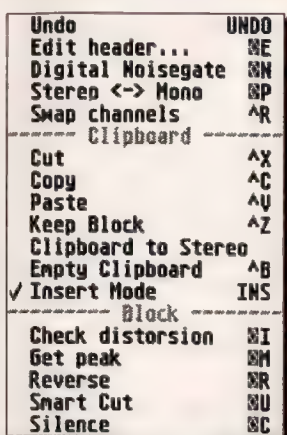 Undo UNDO
Edit header... ⌧E
Digital Noisegate ⌧N
Stereo <-> Mono ⌧P
Swap channels ^R
------- Clipboard -------
Cut ^X
Copy ^C
Paste ^V
Keep Block ^Z
Clipboard to Stereo
Empty Clipboard ^B
✓ Insert Mode INS
------- Block -------
Check distorsion ⌧I
Get peak ⌧M
Reverse ⌧R
Smart Cut ⌧U
Silence ⌧C